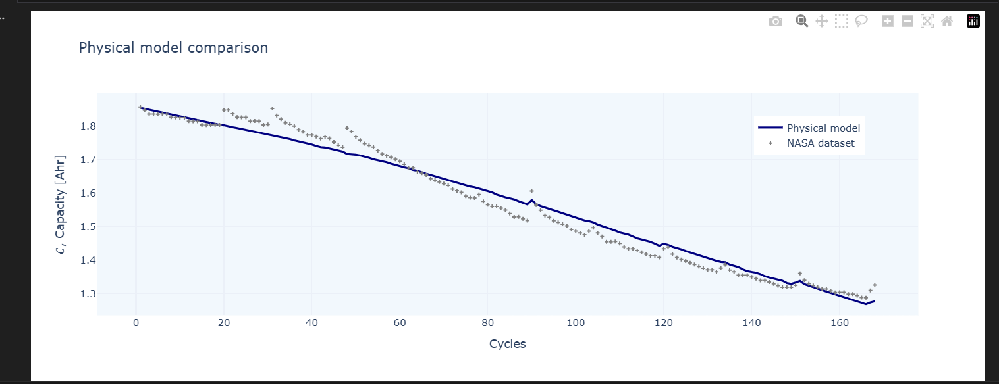 Physical model comparison
C, Capacity [Ahr]
1.8
1.7
1.6
1.5
1.4
1.3
Physical model
NASA dataset
0 20 40 60 80 100 120 140 160
Cycles